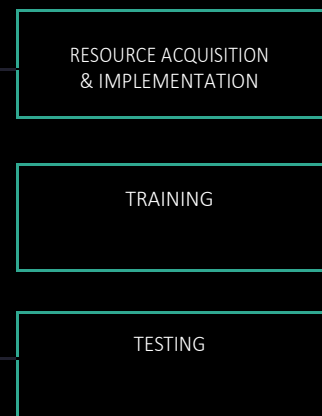 RESOURCE ACQUISITION
& IMPLEMENTATION
TRAINING
TESTING